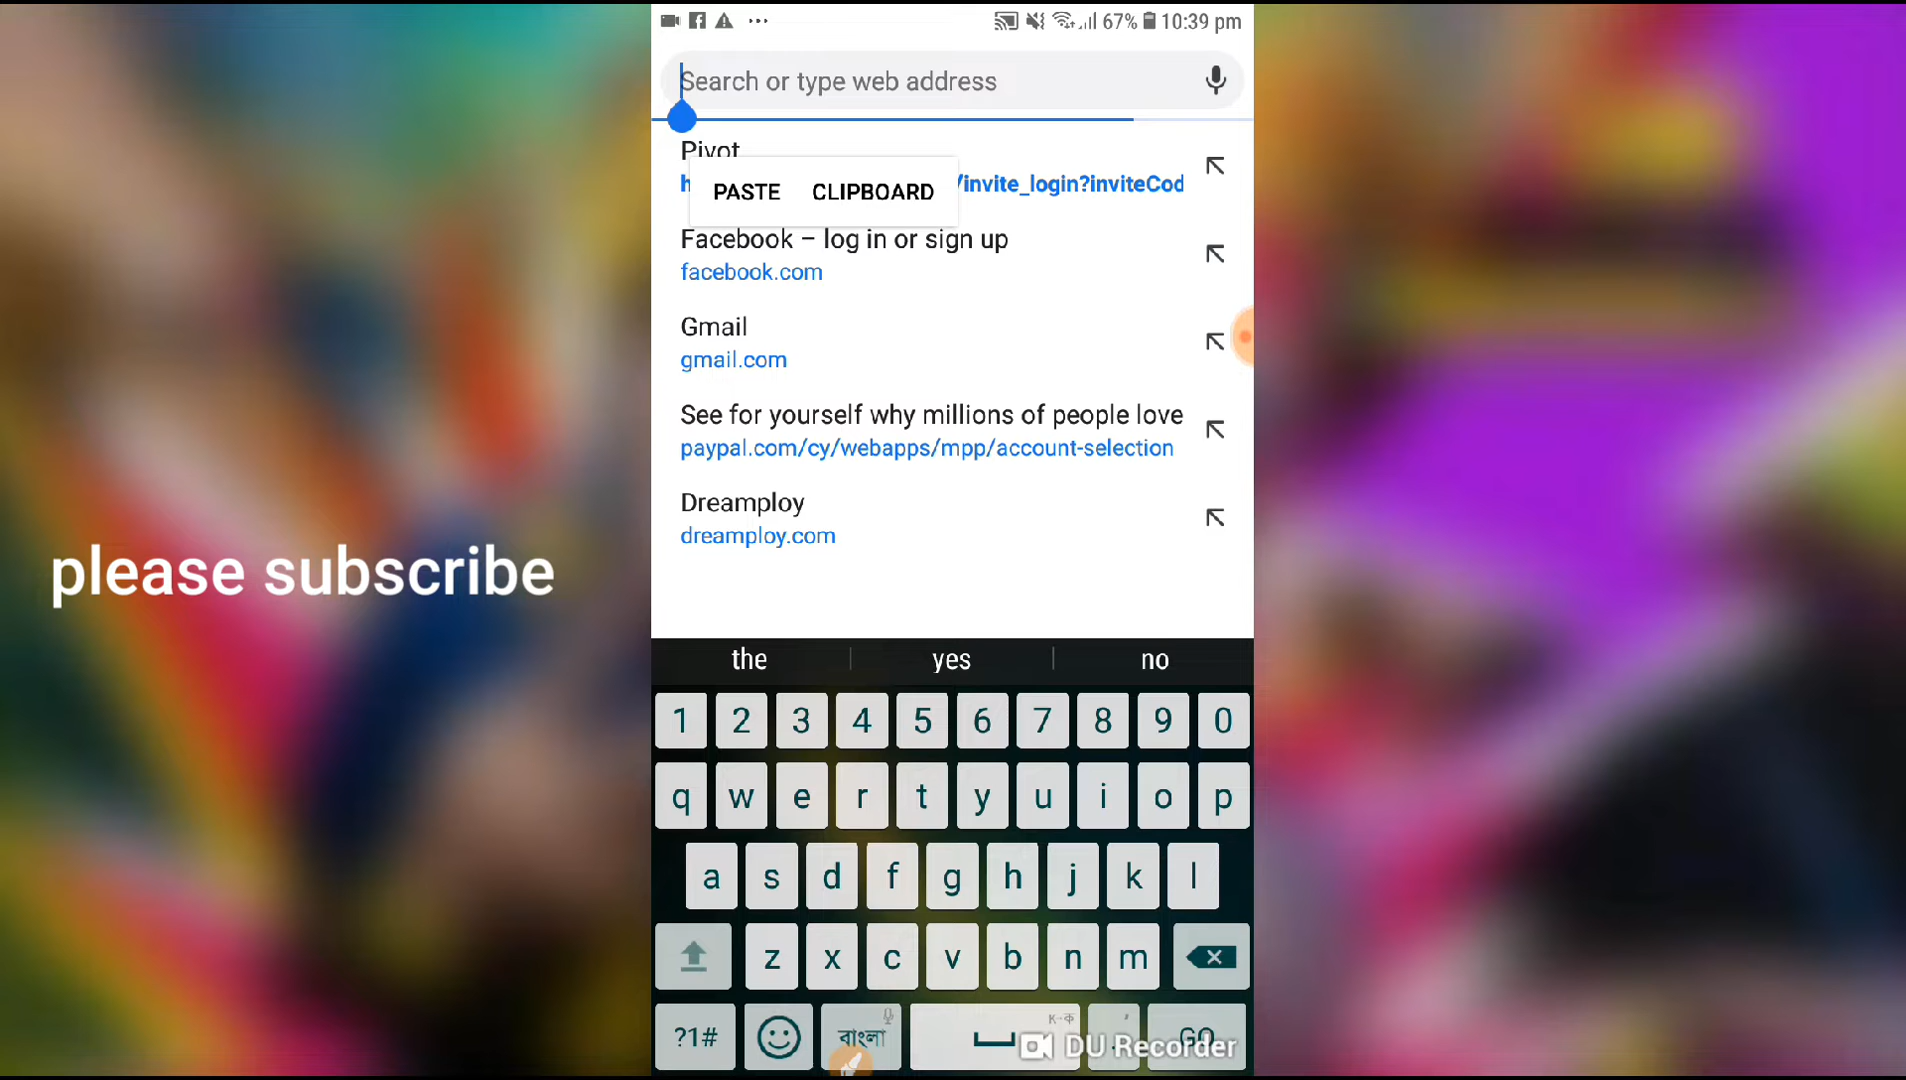 67% 10:39 pm
Search or type web address
Pivot
PASTE CLIPBOARD
/invite_login?inviteCod
Facebook – log in or sign up
facebook.com
Gmail
gmail.com
See for yourself why millions of people love
paypal.com/cy/webapps/mpp/account-selection
Dreamploy
dreamploy.com
please subscribe
the yes no
1 2 3 4 5 6 7 8 9 0
q w e r t y u i o p
a s d f g h j k l
z x c v b n m
?1# বাংলা K-ক , . GO
DU Recorder